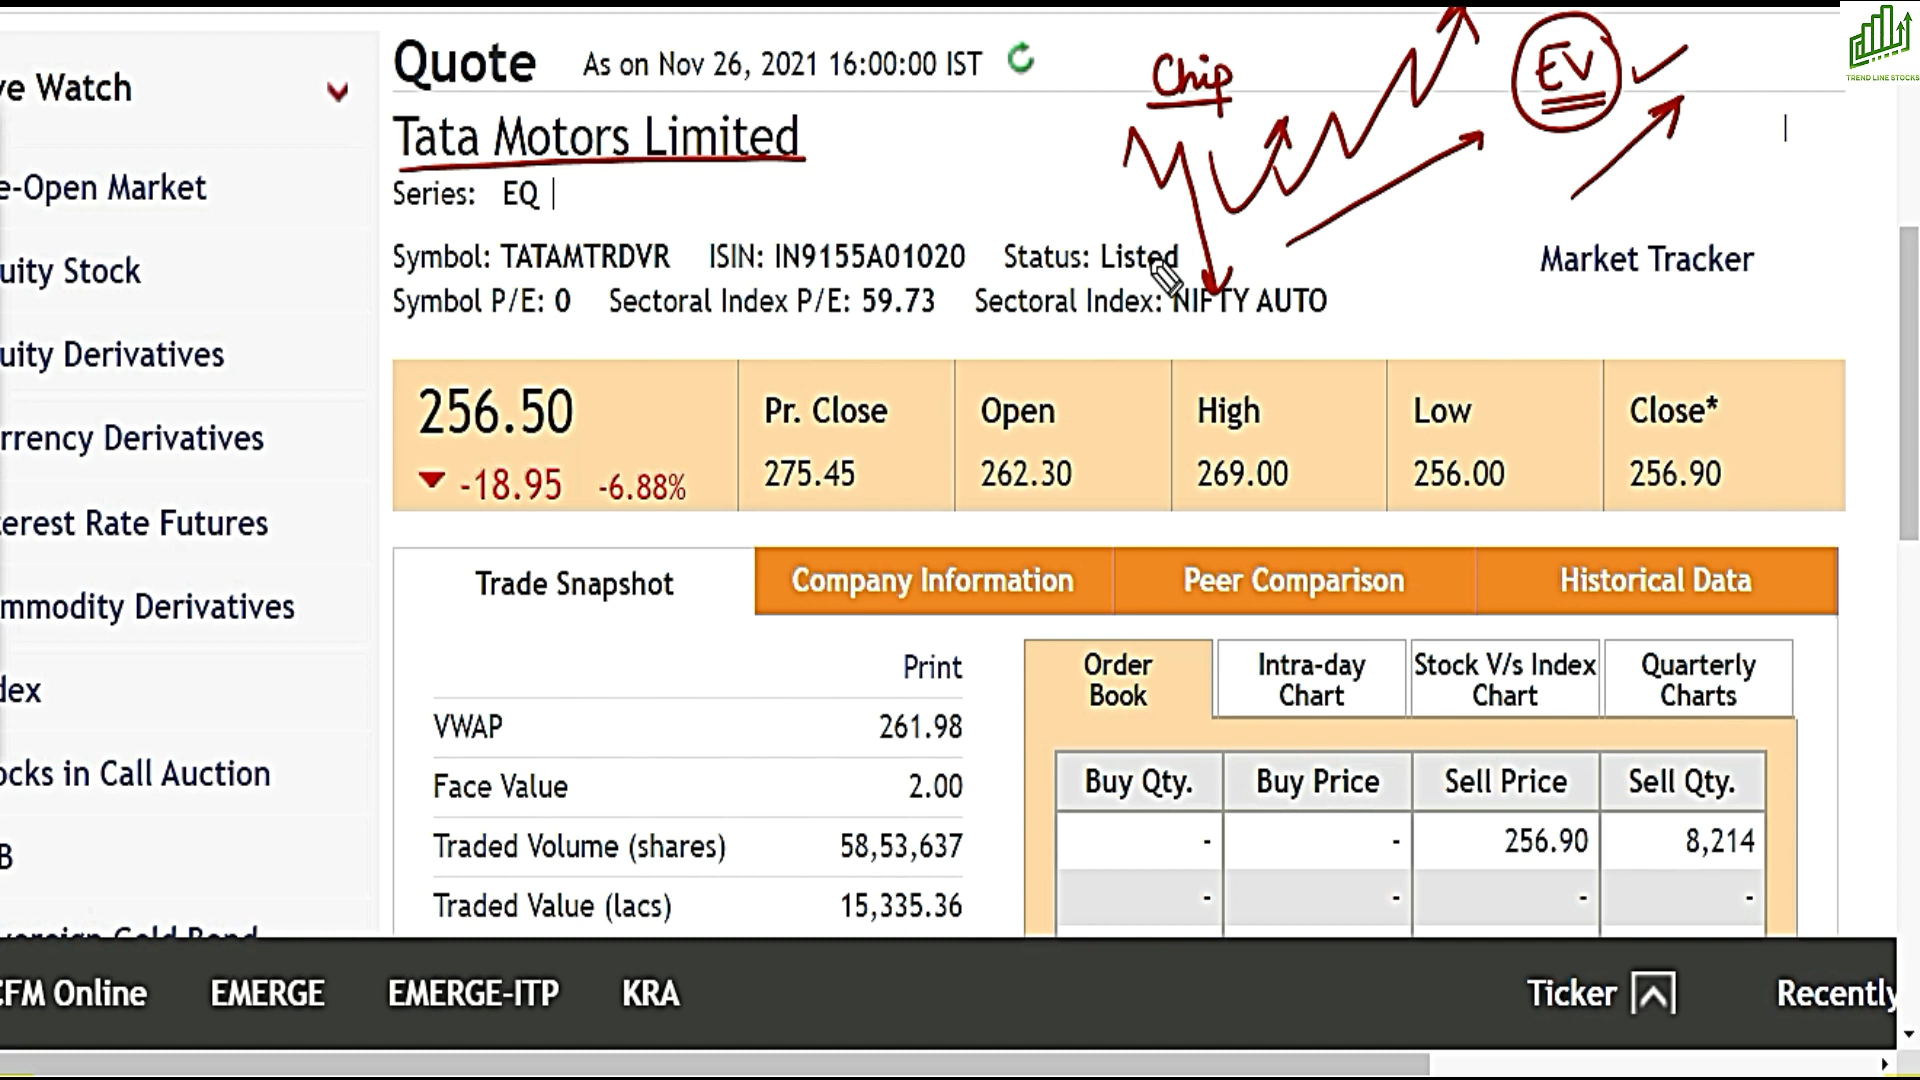 TREND LINE STOCKS
Quote As on Nov 26, 2021 16:00:00 IST
Chip
EV
ve Watch
Tata Motors Limited
e-Open Market
Series: EQ
uity Stock
Symbol: TATAMTRDVR ISIN: IN9155A01020 Status: Listed
Market Tracker
Symbol P/E: 0 Sectoral Index P/E: 59.73 Sectoral Index: NIFTY AUTO
uity Derivatives
rrency Derivatives
erest Rate Futures
mmodity Derivatives
dex
ocks in Call Auction
B
256.50 Pr. Close Open High Low Close*
-18.95 -6.88% 275.45 262.30 269.00 256.00 256.90
Trade Snapshot Company Information Peer Comparison Historical Data
Print
VWAP 261.98
Face Value 2.00
Traded Volume (shares) 58,53,637
Traded Value (lacs) 15,335.36
Order Book Intra-day Chart Stock V/s Index Chart Quarterly Charts
Buy Qty. Buy Price Sell Price Sell Qty.
- - 256.90 8,214
- - - -
vereign Gold Bond
CFM Online EMERGE EMERGE-ITP KRA Ticker Recently